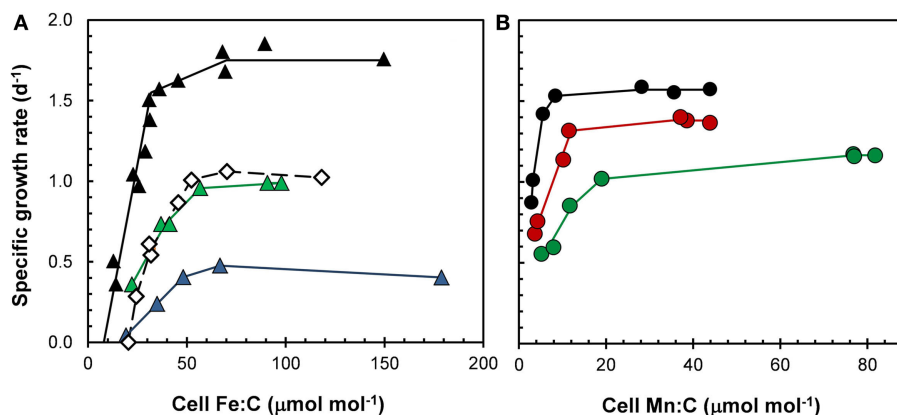 A
B
2.0
1.5
1.0
0.5
0.0
Specific growth rate (d-1)
0 50 100 150 200
0 20 40 60 80
Cell Fe:C (μmol mol-1)
Cell Mn:C (μmol mol-1)